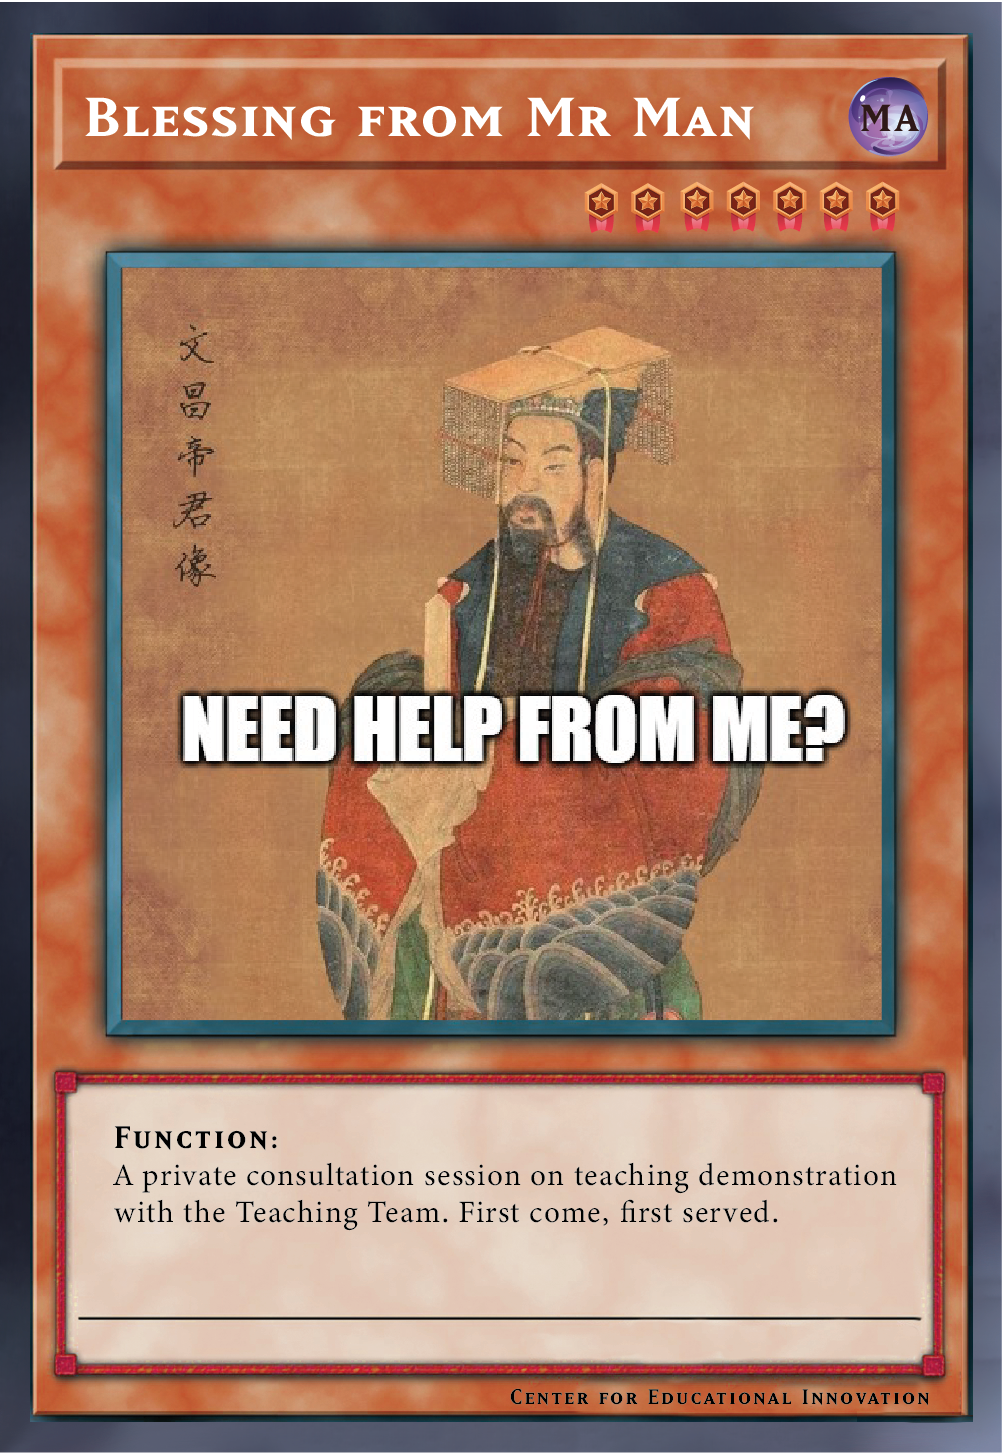 Blessing from Mr Man
MA
文昌帝君像
NEED HELP FROM ME?
Function:
A private consultation session on teaching demonstration
with the Teaching Team. First come, first served.
Center for Educational Innovation